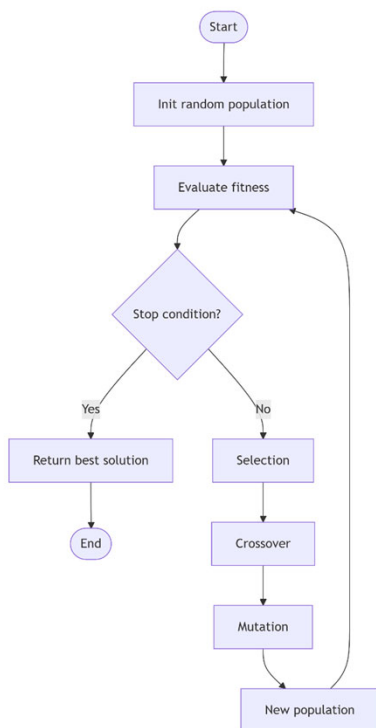 Start
Init random population
Evaluate fitness
Stop condition?
Yes
No
Return best solution
Selection
End
Crossover
Mutation
New population